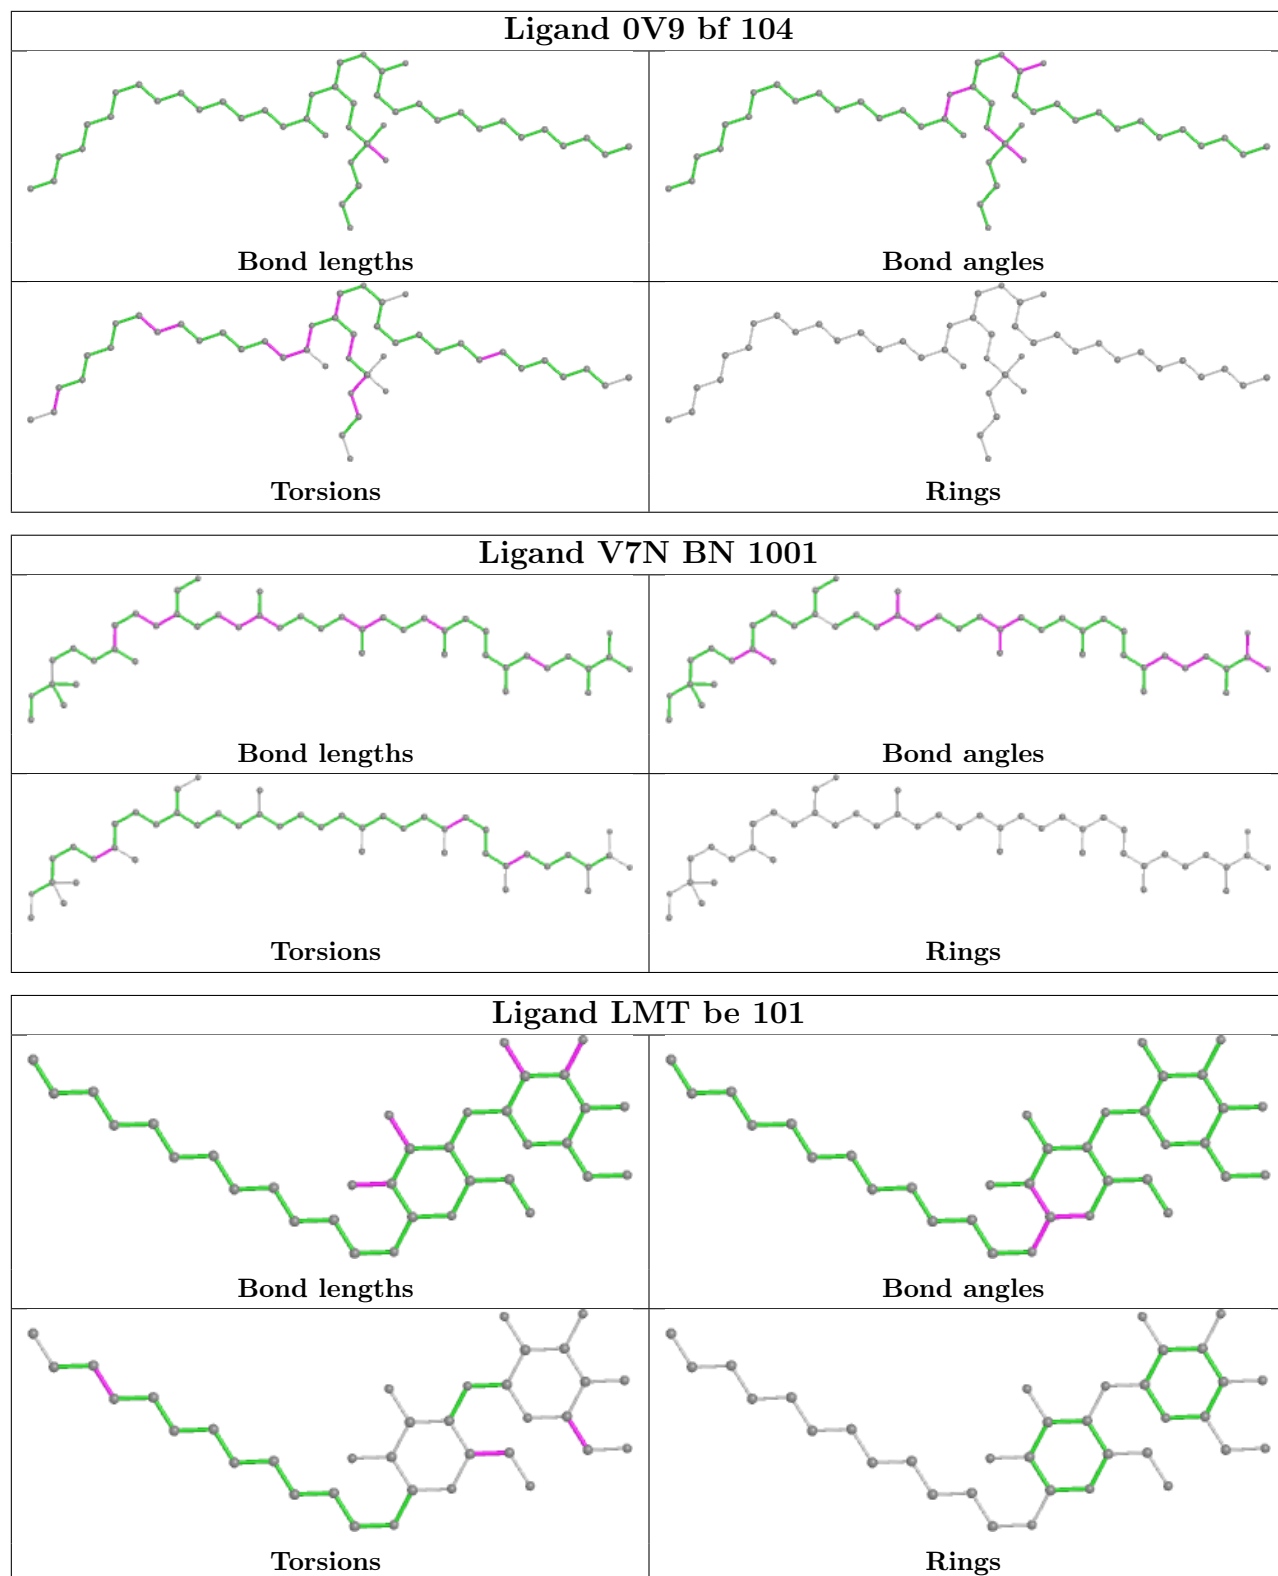 Ligand 0V9 bf 104
Bond lengths
Bond angles
Torsions
Rings
Ligand V7N BN 1001
Bond lengths
Bond angles
Torsions
Rings
Ligand LMT be 101
Bond lengths
Bond angles
Torsions
Rings